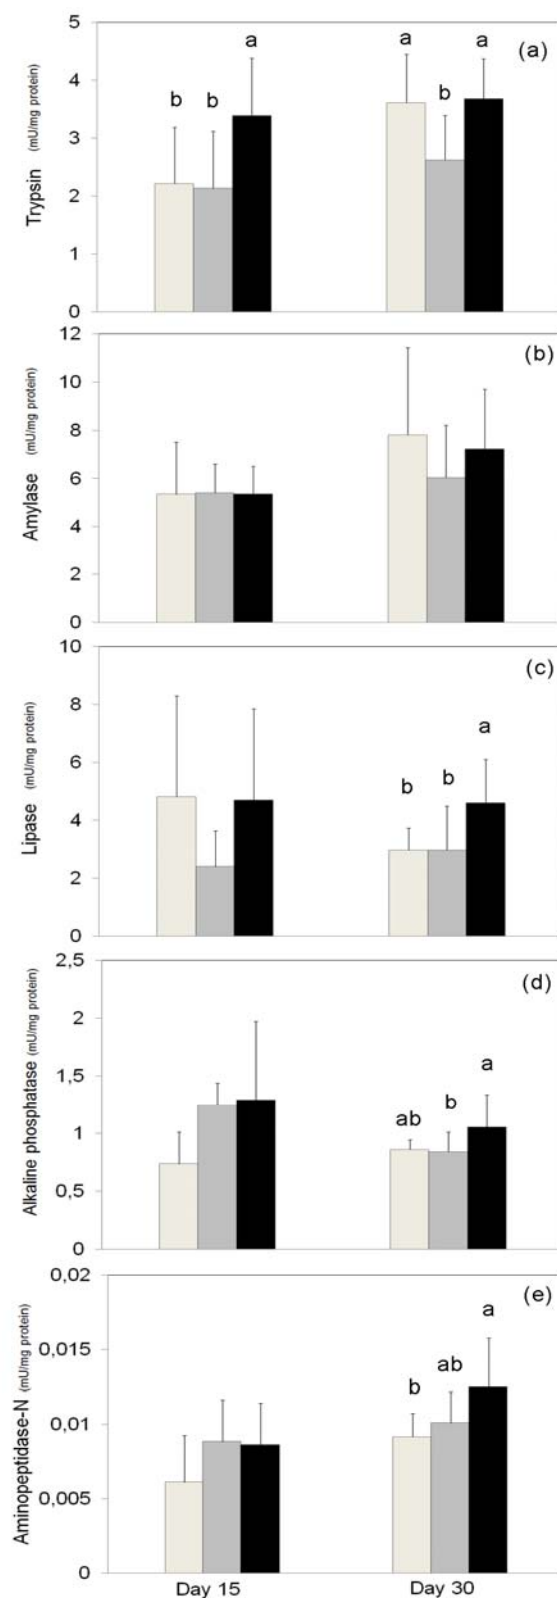 5
4
3
2
1
0
Trypsin (mU/mg protein)
b b a a b a
(a)
12
10
8
6
4
2
0
Amylase (mU/mg protein)
(b)
10
8
6
4
2
0
Lipase (mU/mg protein)
b b a
(c)
2,5
2
1,5
1
0,5
0
Alkaline phosphatase (mU/mg protein)
ab b a
(d)
0,02
0,015
0,01
0,005
0
Aminopeptidase-N (mU/mg protein)
b ab a
(e)
Day 15 Day 30